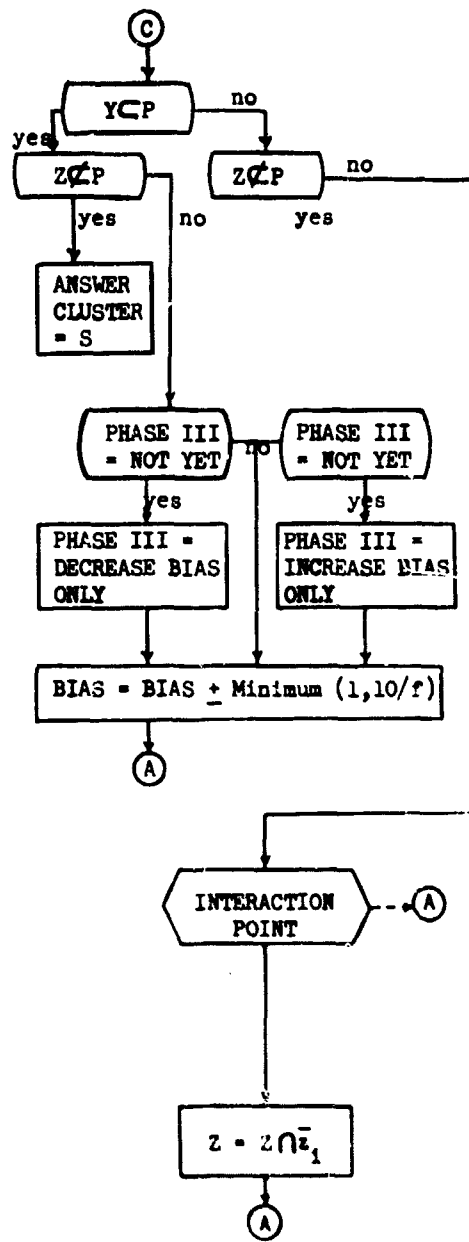 C
Y⊂P
no
yes
Z⊄P
Z⊄P
no
yes
no
yes
ANSWER
CLUSTER
= S
PHASE III
= NOT YET
no
PHASE III
= NOT YET
yes
yes
PHASE III =
DECREASE BIAS
ONLY
PHASE III =
INCREASE BIAS
ONLY
BIAS = BIAS ± Minimum (1,10/f)
A
INTERACTION
POINT
A
Z = Z∩z̄₁
A